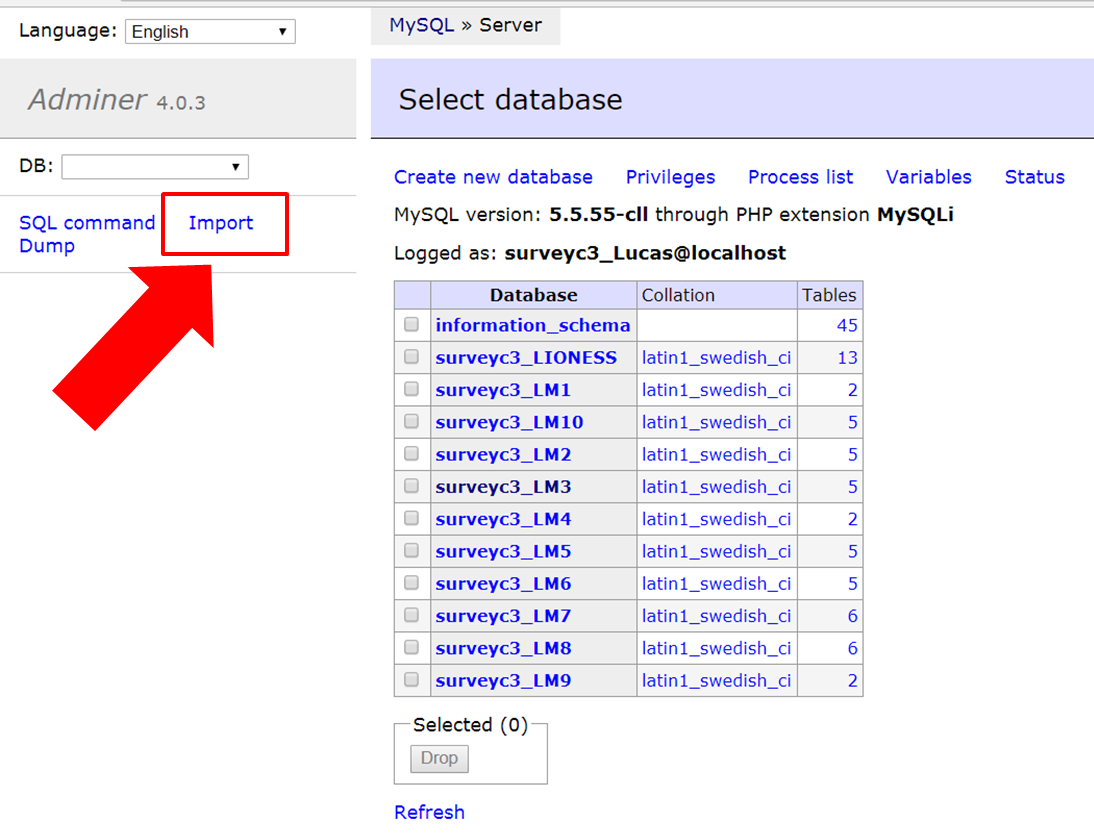 Language: English
MySQL » Server
Adminer 4.0.3
Select database
DB:
Create new database Privileges Process list Variables Status
SQL command Import
Dump
MySQL version: 5.5.55-cll through PHP extension MySQLi
Logged as: surveyc3_Lucas@localhost
Database Collation Tables
information_schema 45
surveyc3_LIONESS latin1_swedish_ci 13
surveyc3_LM1 latin1_swedish_ci 2
surveyc3_LM10 latin1_swedish_ci 5
surveyc3_LM2 latin1_swedish_ci 5
surveyc3_LM3 latin1_swedish_ci 5
surveyc3_LM4 latin1_swedish_ci 2
surveyc3_LM5 latin1_swedish_ci 5
surveyc3_LM6 latin1_swedish_ci 5
surveyc3_LM7 latin1_swedish_ci 6
surveyc3_LM8 latin1_swedish_ci 6
surveyc3_LM9 latin1_swedish_ci 2
Selected (0)
Drop
Refresh